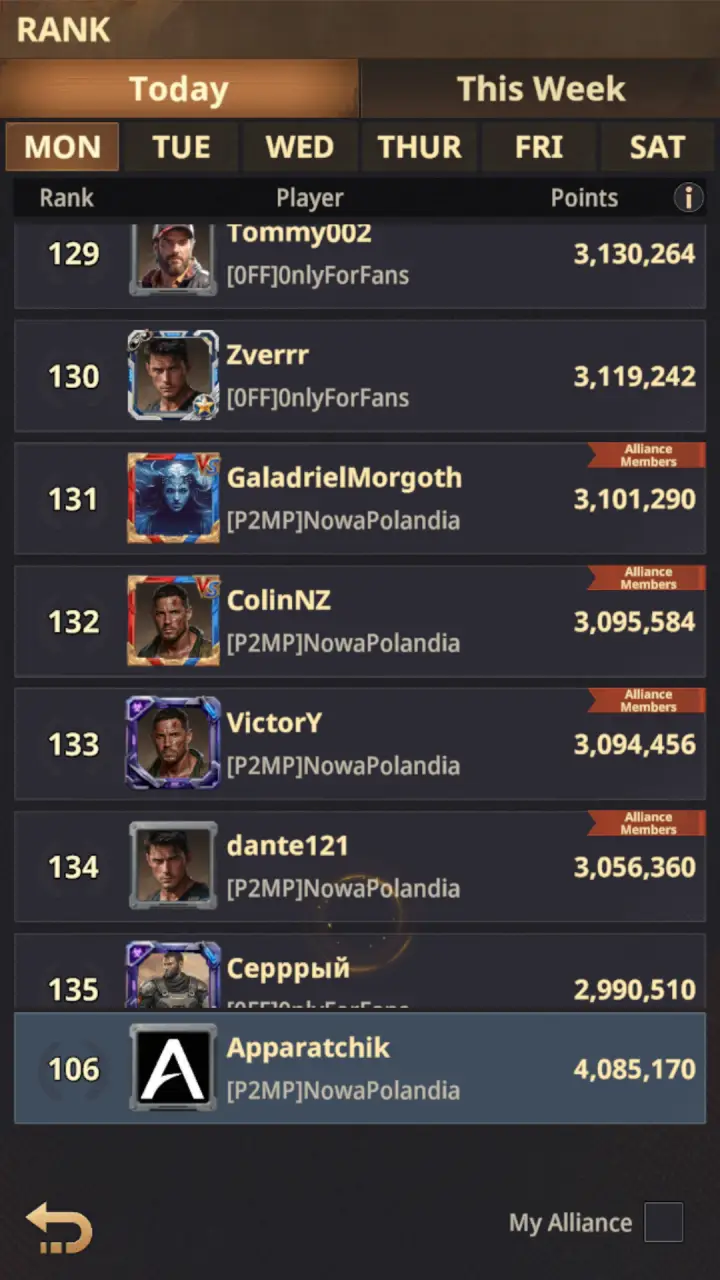 RANK
Today
This Week
MON
TUE
WED
THUR
FRI
SAT
Rank
Player
Points
129
Tommy002
[0FF]0nlyForFans
3,130,264
130
Zverrr
[0FF]0nlyForFans
3,119,242
Alliance
Members
131
VS
GaladrielMorgoth
[P2MP]NowaPolandia
3,101,290
Alliance
Members
132
VS
ColinNZ
[P2MP]NowaPolandia
3,095,584
Alliance
Members
133
VictorY
[P2MP]NowaPolandia
3,094,456
Alliance
Members
134
dante121
[P2MP]NowaPolandia
3,056,360
135
Серррый
[0FF]0nlyForFans
2,990,510
106
A
Apparatchik
[P2MP]NowaPolandia
4,085,170
My Alliance